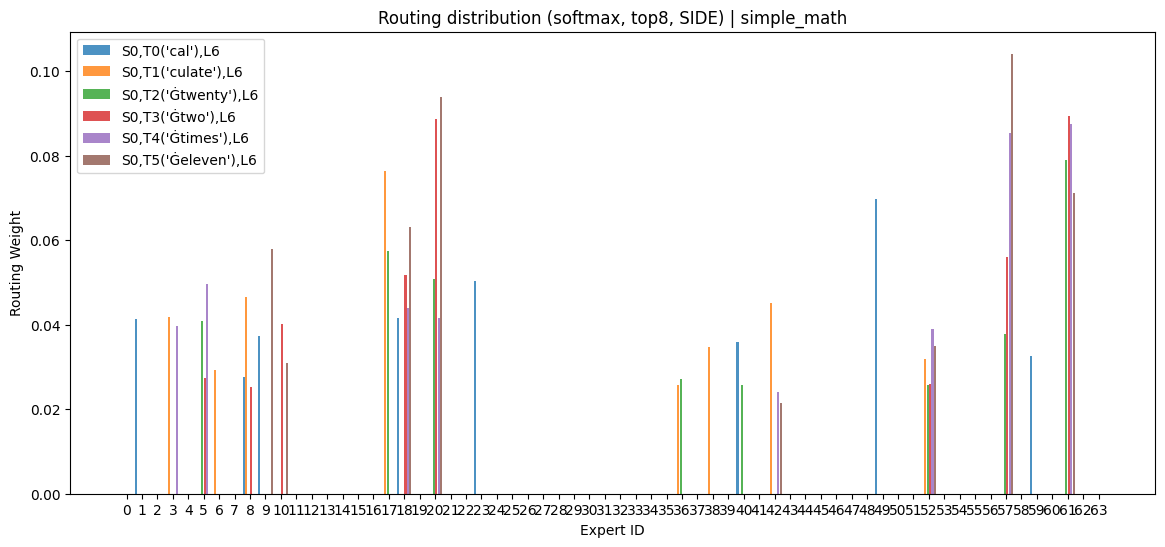 Routing distribution (softmax, top8, SIDE) | simple_math
S0,T0('cal'),L6
S0,T1('culate'),L6
S0,T2('Ġtwenty'),L6
S0,T3('Ġtwo'),L6
S0,T4('Ġtimes'),L6
S0,T5('Ġeleven'),L6
0.10
0.08
0.06
0.04
0.02
0.00
Routing Weight
0 1 2 3 4 5 6 7 8 9 10 11 12 13 14 15 16 17 18 19 20 21 22 23 24 25 26 27 28 29 30 31 32 33 34 35 36 37 38 39 40 41 42 43 44 45 46 47 48 49 50 51 52 53 54 55 56 57 58 59 60 61 62 63
Expert ID